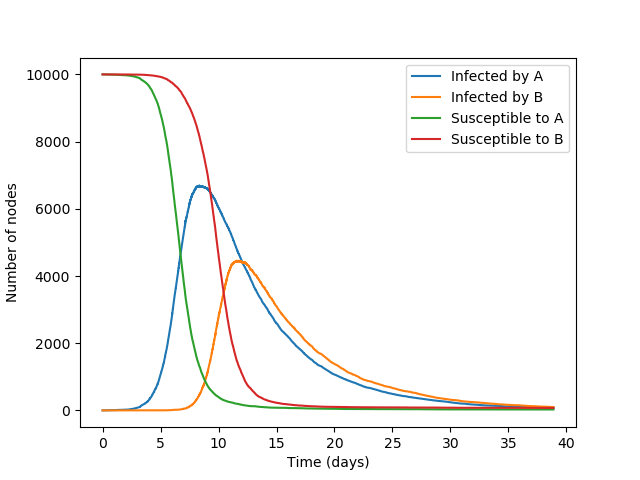 10000
8000
6000
4000
2000
0
Number of nodes
Infected by A
Infected by B
Susceptible to A
Susceptible to B
0 5 10 15 20 25 30 35 40
Time (days)